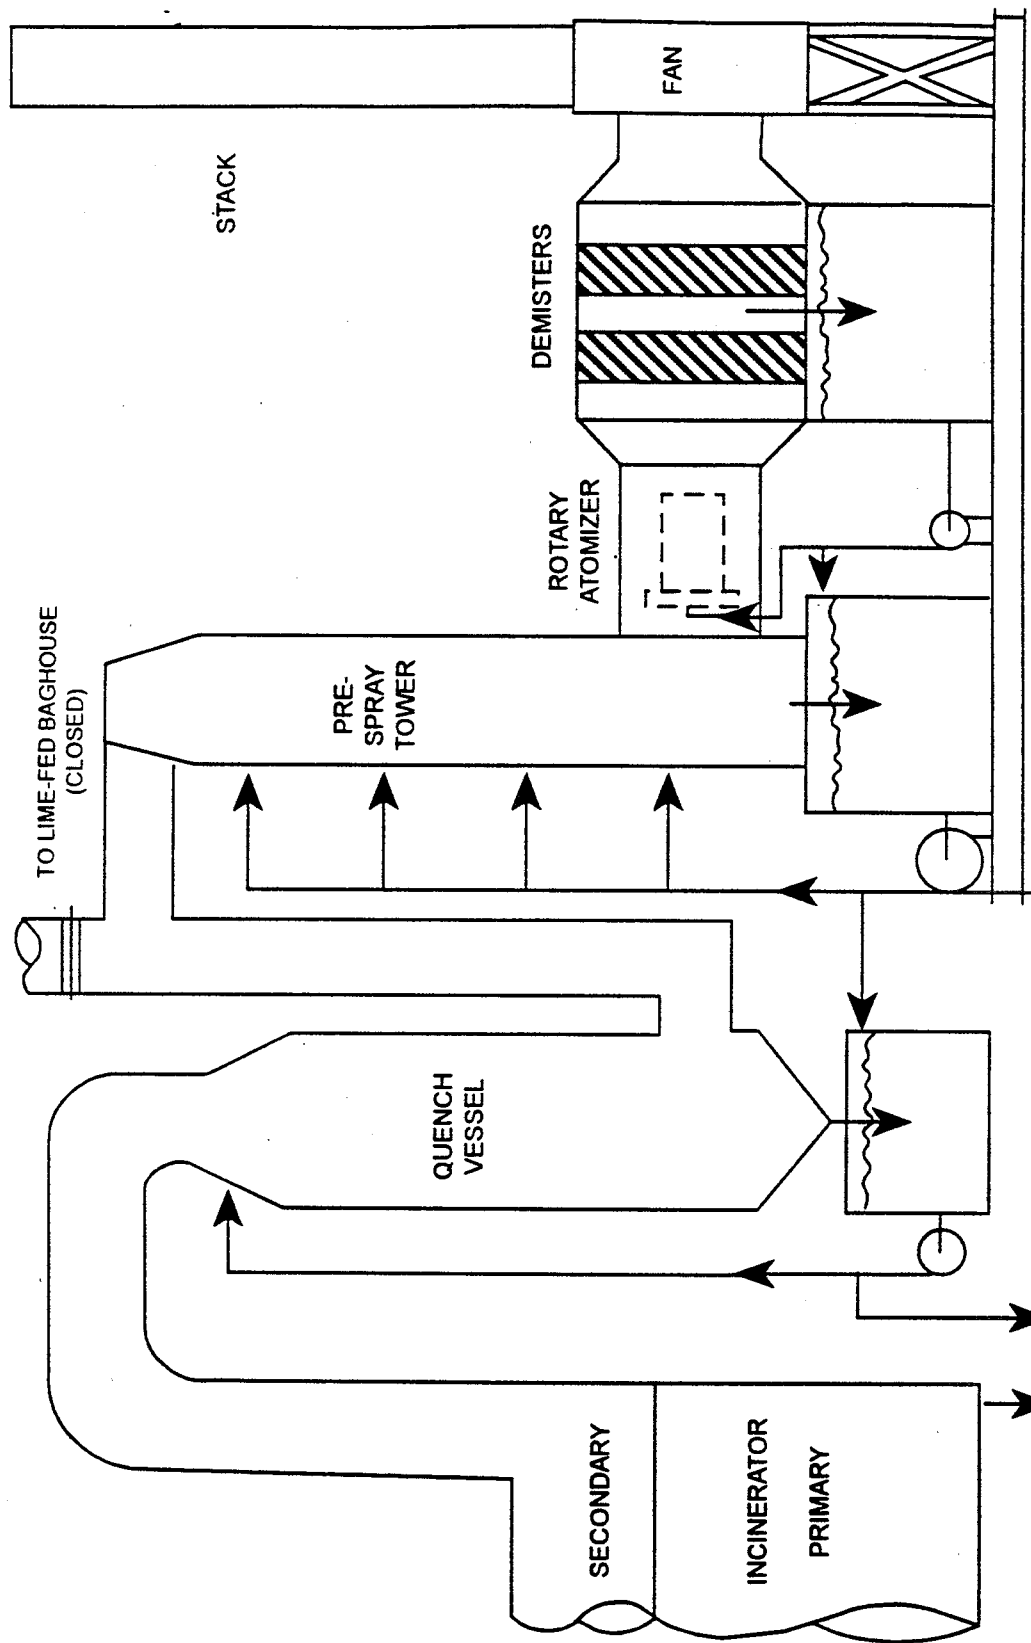 TO LIME-FED BAGHOUSE
(CLOSED)
STACK
SECONDARY
INCINERATOR
PRIMARY
QUENCH
VESSEL
PRE-
SPRAY
TOWER
ROTARY
ATOMIZER
DEMISTERS
FAN